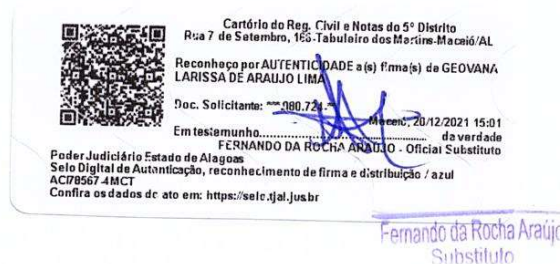 Cartório do Reg. Civil e Notas do 5º Distrito
Rua 7 de Setembro, 166-Tabuleiro dos Martins-Maceió/AL
Reconheço por AUTENTICIDADE a(s) firma(s) de GEOVANA
LARISSA DE ARAUJO LIMA
Doc. Solicitante: ***.080.724-**
Maceió, 20/12/2021 15:01
Em testemunho.................................... da verdade
FERNANDO DA ROCHA ARAUJO - Oficial Substituto
Poder Judiciário Estado de Alagoas
Selo Digital de Autenticação, reconhecimento de firma e distribuição / azul
ACI78567-4MCT
Confira os dados do ato em: https://selo.tjal.jus.br
Fernando da Rocha Araújo
Substituto